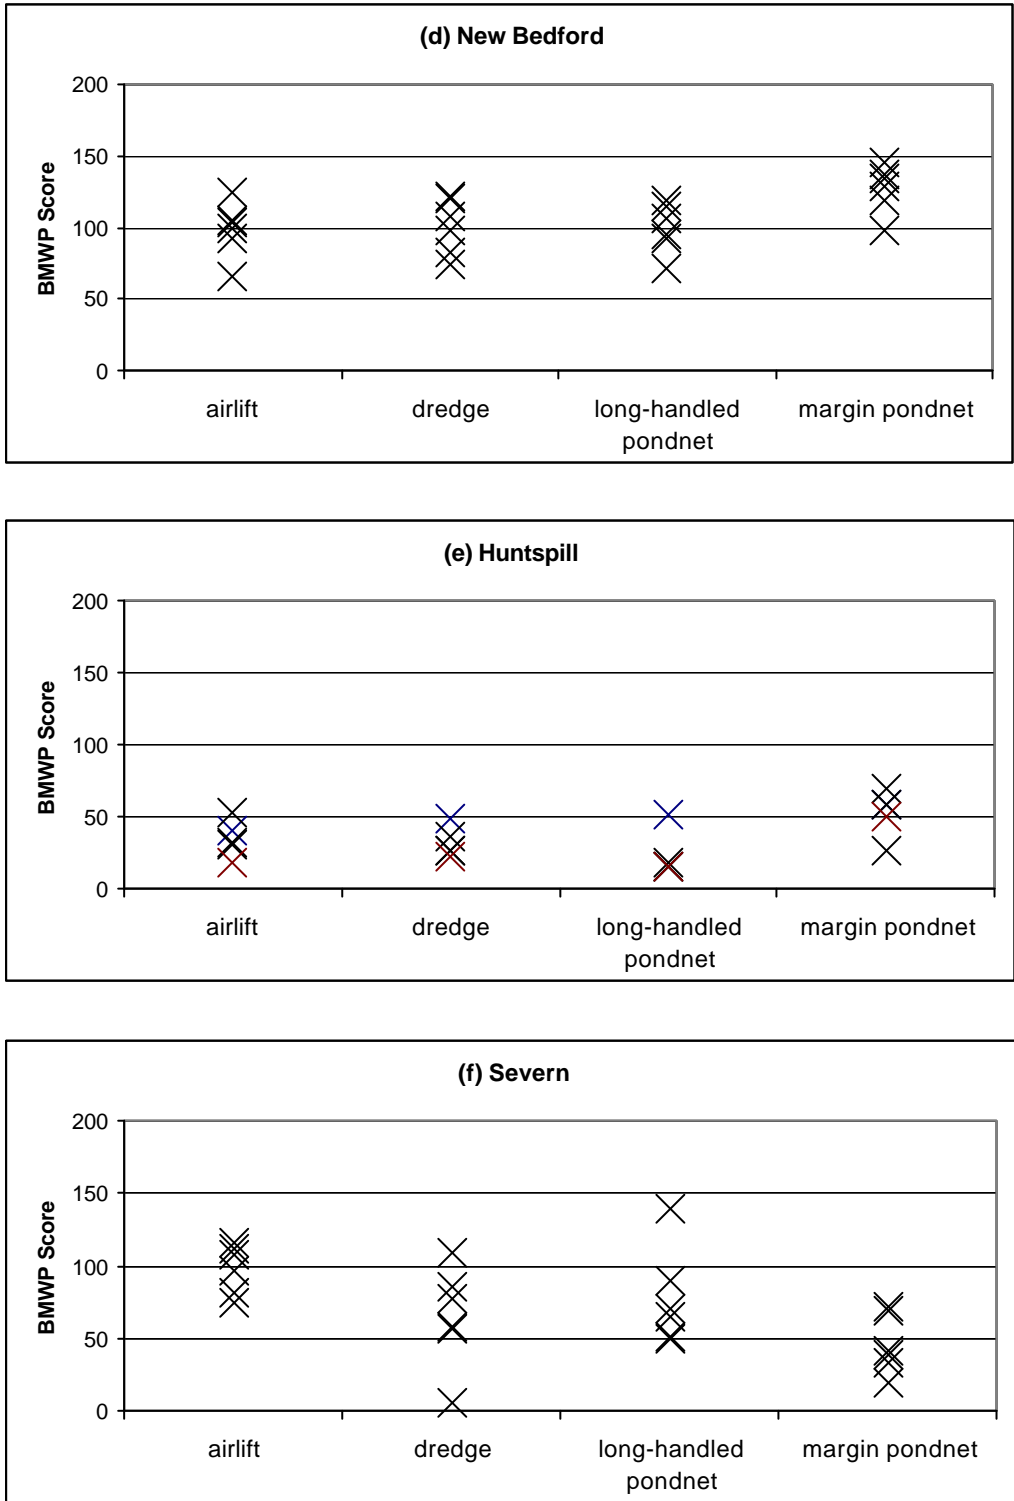 (d) New Bedford
200
150
100
50
0
BMWP Score
airlift dredge long-handled pondnet margin pondnet
(e) Huntspill
200
150
100
50
0
BMWP Score
airlift dredge long-handled pondnet margin pondnet
(f) Severn
200
150
100
50
0
BMWP Score
airlift dredge long-handled pondnet margin pondnet